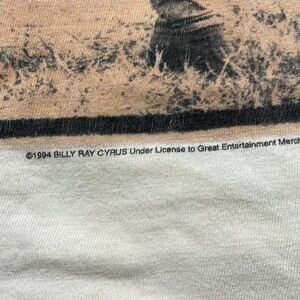 ©1994 BILLY RAY CYRUS Under License to Great Entertainment Merch